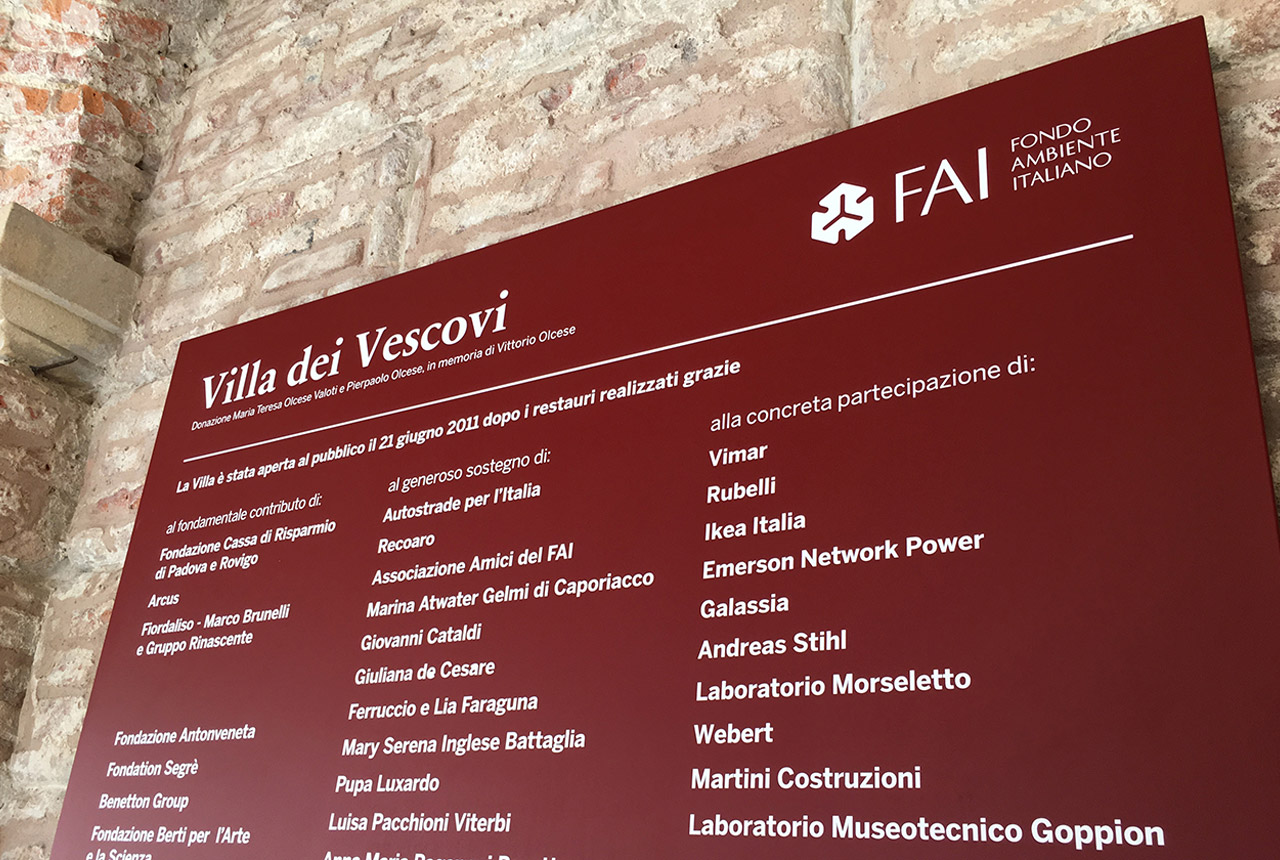 FAI
FONDO
AMBIENTE
ITALIANO
Villa dei Vescovi
Donazione Maria Teresa Olcese Valoti e Pierpaolo Olcese, in memoria di Vittorio Olcese
La Villa è stata aperta al pubblico il 21 giugno 2011 dopo i restauri realizzati grazie
al fondamentale contributo di:
Fondazione Cassa di Risparmio
di Padova e Rovigo
Arcus
Fiordaliso - Marco Brunelli
e Gruppo Rinascente
Fondazione Antonveneta
Fondation Segrè
Benetton Group
Fondazione Berti per l'Arte
e la Scienza
al generoso sostegno di:
Autostrade per l'Italia
Recoaro
Associazione Amici del FAI
Marina Atwater Gelmi di Caporiacco
Giovanni Cataldi
Giuliana de Cesare
Ferruccio e Lia Faraguna
Mary Serena Inglese Battaglia
Pupa Luxardo
Luisa Pacchioni Viterbi
Anna Maria
alla concreta partecipazione di:
Vimar
Rubelli
Ikea Italia
Emerson Network Power
Galassia
Andreas Stihl
Laboratorio Morseletto
Webert
Martini Costruzioni
Laboratorio Museotecnico Goppion